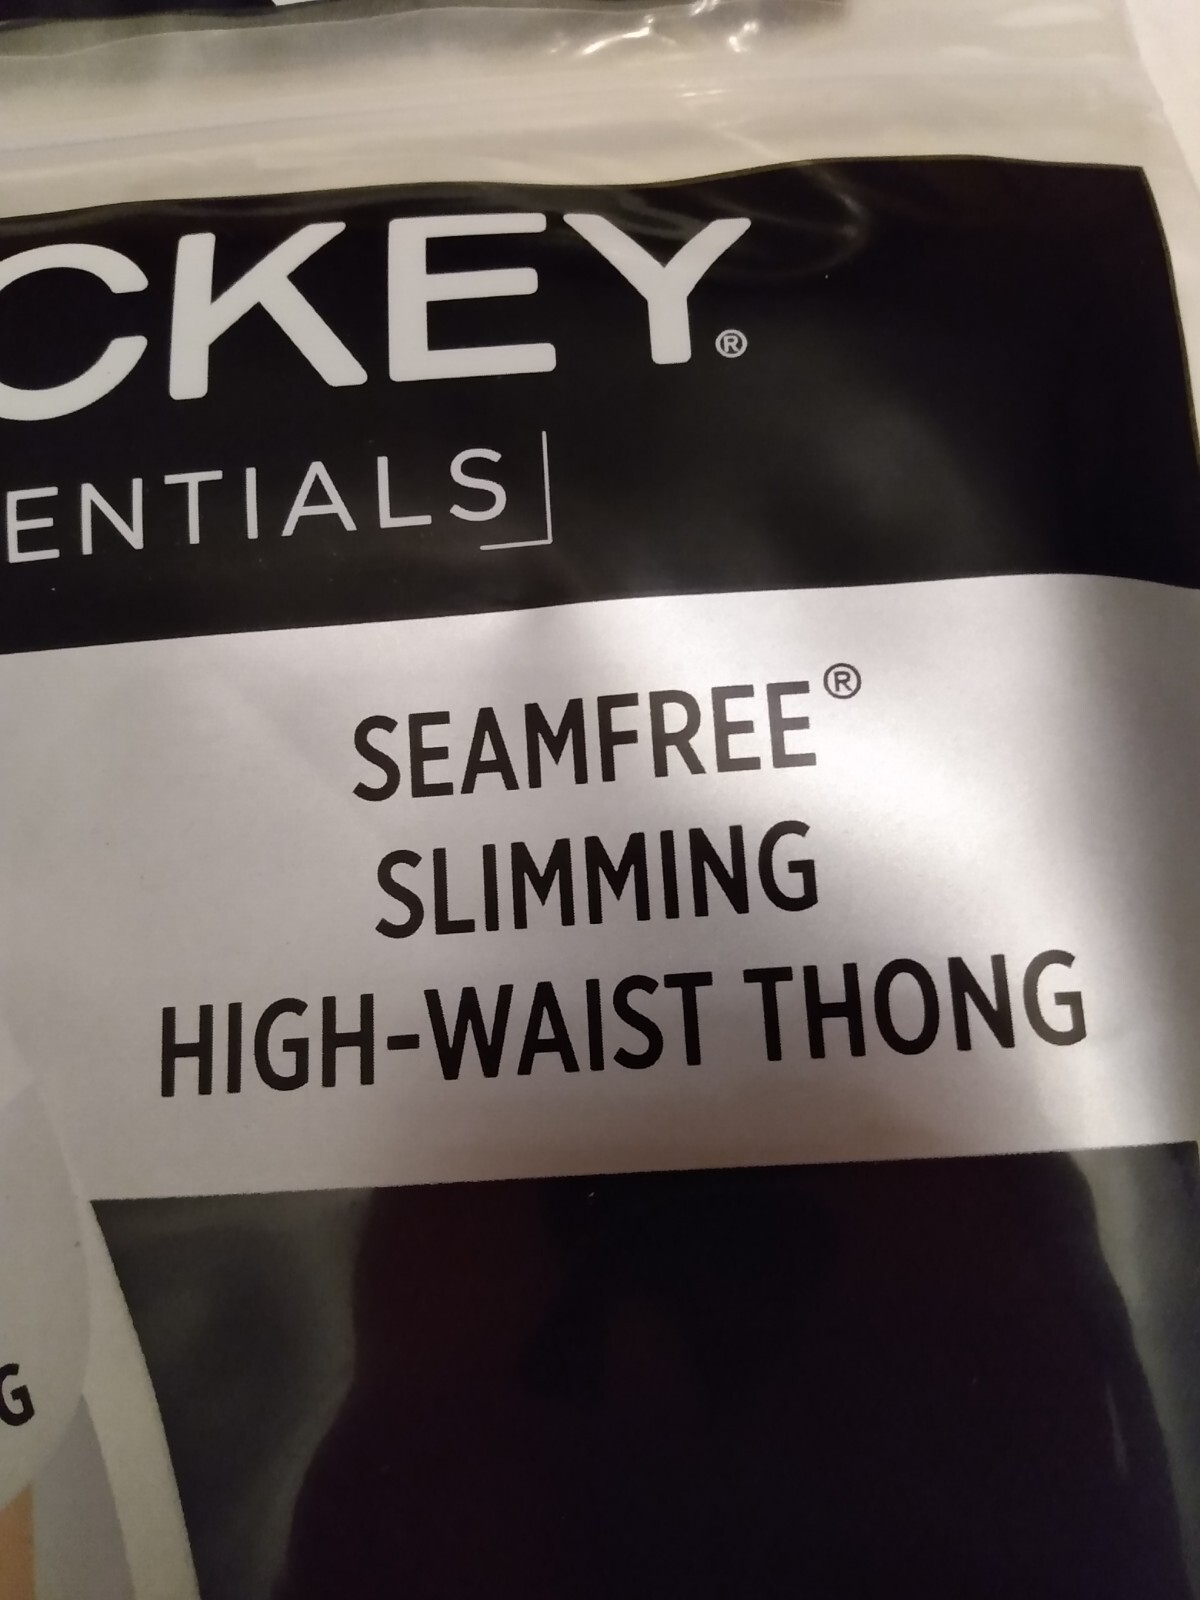 CKEY®
ENTIALS
SEAMFREE®
SLIMMING
HIGH-WAIST THONG
G